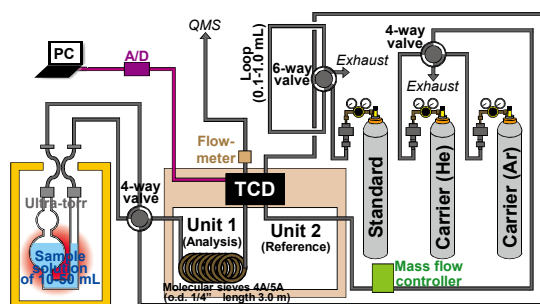 QMS
PC
A/D
Loop
(0.1-1.0 mL)
6-way
valve
Exhaust
4-way
valve
Exhaust
Flow-
meter
TCD
4-way
valve
Ultra-torr
Unit 1
(Analysis)
Unit 2
(Reference)
Standard
Carrier (He)
Carrier (Ar)
Sample
solution
of 10-50 mL
Molecular sieves 4A/5A
(o.d. 1/4" length 3.0 m)
Mass flow
controller